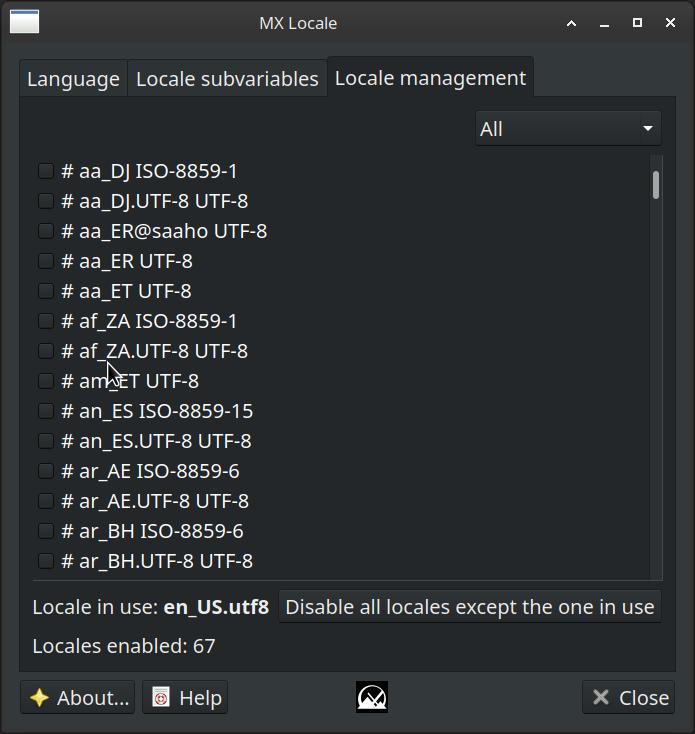 MX Locale
Language Locale subvariables Locale management
All
# aa_DJ ISO-8859-1
# aa_DJ.UTF-8 UTF-8
# aa_ER@saaho UTF-8
# aa_ER UTF-8
# aa_ET UTF-8
# af_ZA ISO-8859-1
# af_ZA.UTF-8 UTF-8
# am_ET UTF-8
# an_ES ISO-8859-15
# an_ES.UTF-8 UTF-8
# ar_AE ISO-8859-6
# ar_AE.UTF-8 UTF-8
# ar_BH ISO-8859-6
# ar_BH.UTF-8 UTF-8
Locale in use: en_US.utf8 Disable all locales except the one in use
Locales enabled: 67
About... Help Close